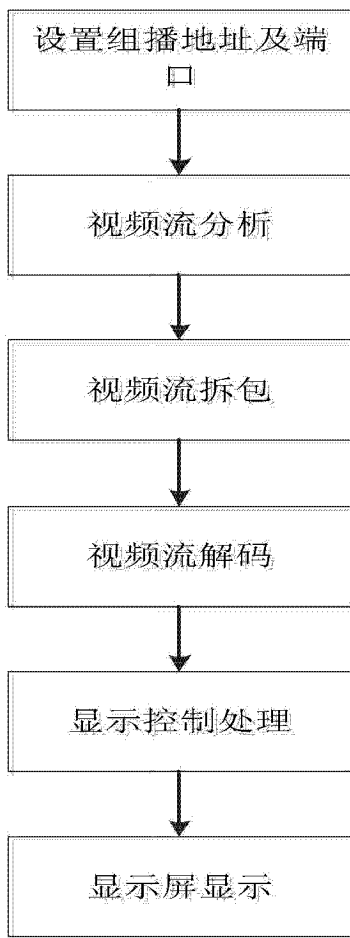 设置组播地址及端
口
视频流分析
视频流拆包
视频流解码
显示控制处理
显示屏显示